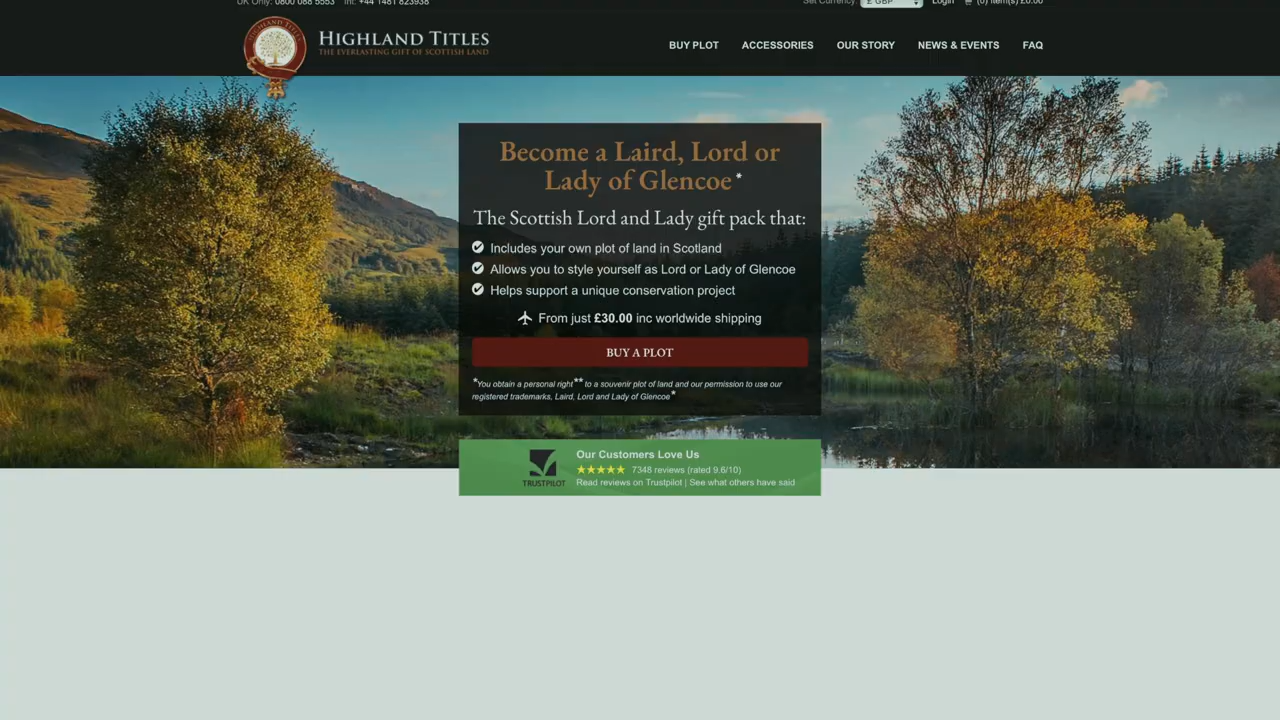 UK Only: 0800 088 5553 Int: +44 1481 823938
Set Currency: £ GBP Login (0) item(s) £0.00
HIGHLAND TITLES
HIGHLAND TITLES
THE EVERLASTING GIFT OF SCOTTISH LAND
BUY PLOT ACCESSORIES OUR STORY NEWS & EVENTS FAQ
Become a Laird, Lord or
Lady of Glencoe*
The Scottish Lord and Lady gift pack that:
Includes your own plot of land in Scotland
Allows you to style yourself as Lord or Lady of Glencoe
Helps support a unique conservation project
From just £30.00 inc worldwide shipping
BUY A PLOT
*You obtain a personal right** to a souvenir plot of land and our permission to use our
registered trademarks, Laird, Lord and Lady of Glencoe*
Our Customers Love Us
7348 reviews (rated 9.6/10)
TRUSTPILOT
Read reviews on Trustpilot | See what others have said